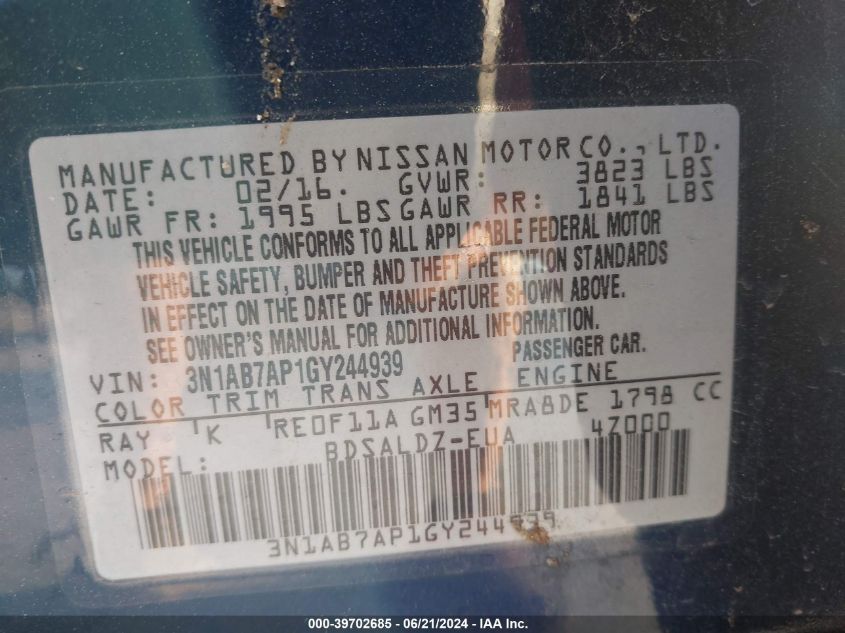 MANUFACTURED BY NISSAN MOTOR CO., LTD.
DATE: 02/16. GVWR: 3823 LBS
GAWR FR: 1995 LBS GAWR RR: 1841 LBS
THIS VEHICLE CONFORMS TO ALL APPLICABLE FEDERAL MOTOR
VEHICLE SAFETY, BUMPER AND THEFT PREVENTION STANDARDS
IN EFFECT ON THE DATE OF MANUFACTURE SHOWN ABOVE.
SEE OWNER'S MANUAL FOR ADDITIONAL INFORMATION.
VIN: 3N1AB7AP1GY244939 PASSENGER CAR.
COLOR TRIM TRANS AXLE ENGINE
RAY K RE0F11A GM35 MRA8DE 1798 CC
MODEL: BDSALDZ-EUA 4Z000
3N1AB7AP1GY244939
000-39702685 - 06/21/2024 - IAA Inc.